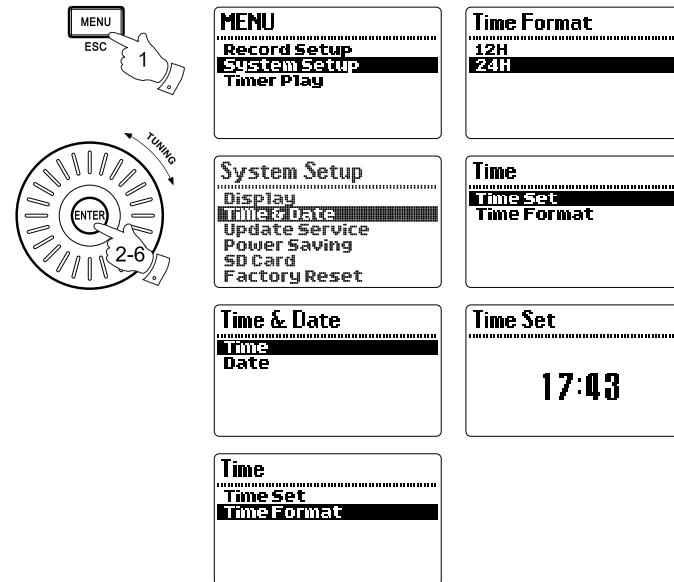 MENU
ESC
1
TUNING
ENTER
2-6
MENU
Record Setup
System Setup
Timer Play
System Setup
Display
Time & Date
Update Service
Power Saving
SD Card
Factory Reset
Time & Date
Time
Date
Time
Time Set
Time Format
Time Format
12H
24H
Time
Time Set
Time Format
Time Set
17:43